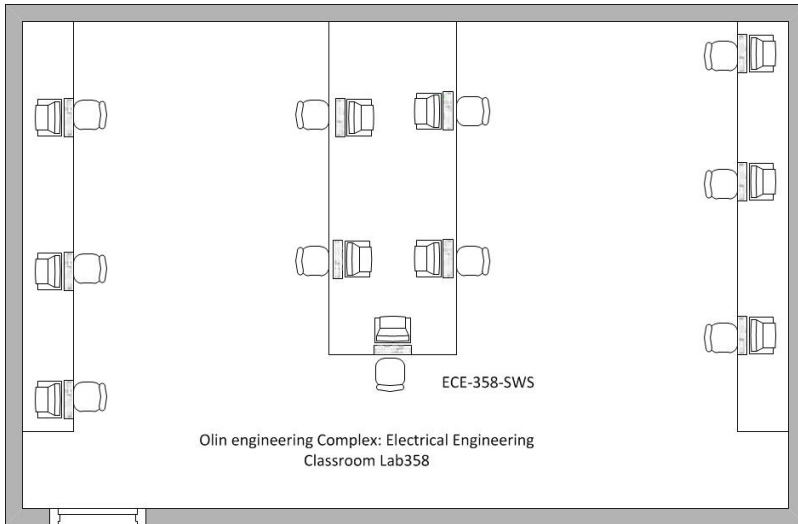 ECE-358-SWS
Olin engineering Complex: Electrical Engineering
Classroom Lab358